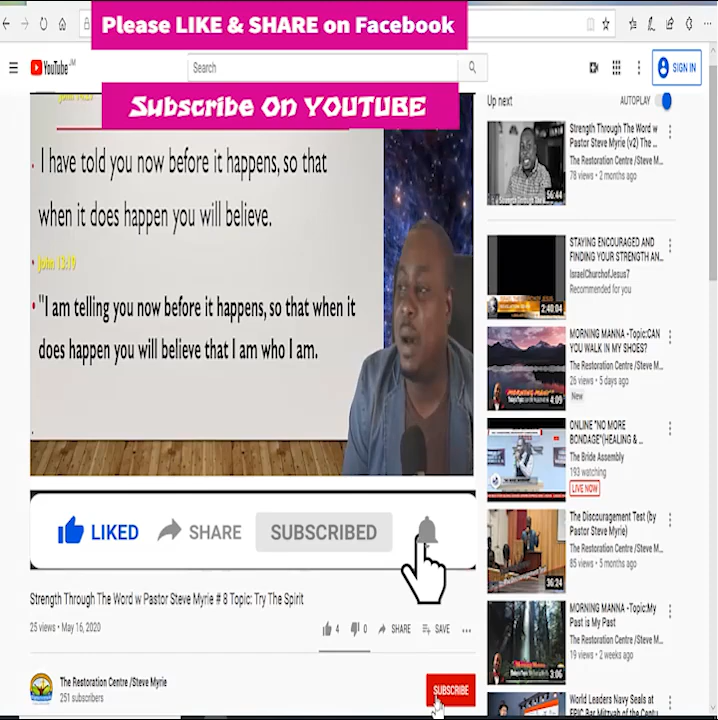 Please LIKE & SHARE on Facebook
YouTube JM
Search
SIGN IN
Subscribe On YOUTUBE
I have told you now before it happens, so that
when it does happen you will believe.
John 13:19
"I am telling you now before it happens, so that when it
does happen you will believe that I am who I am.
LIKED
SHARE
SUBSCRIBED
Strength Through The Word w Pastor Steve Myrie # 8 Topic: Try The Spirit
25 views • May 16, 2020
4
0
SHARE
SAVE
The Restoration Centre /Steve Myrie
251 subscribers
SUBSCRIBE
Up next
AUTOPLAY
Strength Through The Word w
Pastor Steve Myrie (v2) The ...
The Restoration Centre /Steve M...
78 views • 2 months ago
56:44
STAYING ENCOURAGED AND
FINDING YOUR STRENGTH AN...
IsraelChurchofJesus7
Recommended for you
2:40:04
MORNING MANNA -Topic:CAN
YOU WALK IN MY SHOES?
The Restoration Centre /Steve M...
26 views • 5 days ago
New
4:09
ONLINE "NO MORE
BONDAGE"(HEALING & ...
The Bride Assembly
193 watching
LIVE NOW
The Discouragement Test (by
Pastor Steve Myrie)
The Restoration Centre /Steve M...
85 views • 5 months ago
36:24
MORNING MANNA -Topic:My
Past is My Past
The Restoration Centre /Steve M...
19 views • 2 weeks ago
3:06
World Leaders Navy Seals at
EPIC Bar Mitzvah of the Centu...